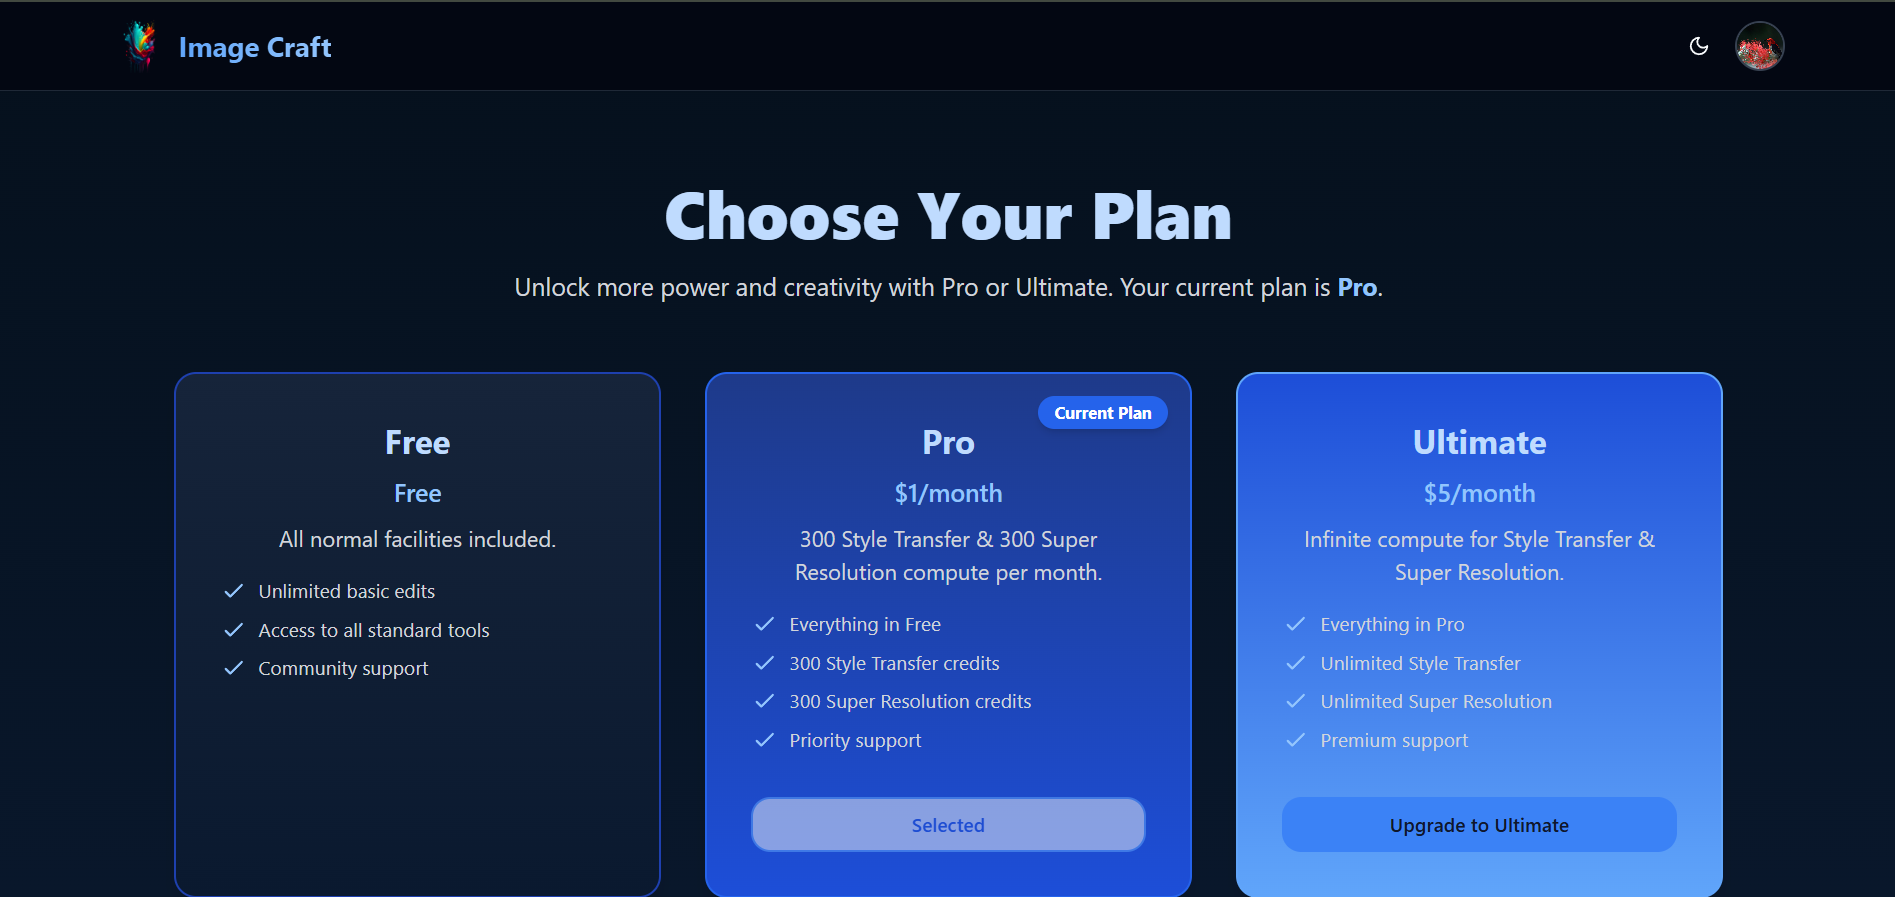 Image Craft
Choose Your Plan
Unlock more power and creativity with Pro or Ultimate. Your current plan is Pro.
Free
Free
All normal facilities included.
Unlimited basic edits
Access to all standard tools
Community support
Current Plan
Pro
$1/month
300 Style Transfer & 300 Super
Resolution compute per month.
Everything in Free
300 Style Transfer credits
300 Super Resolution credits
Priority support
Selected
Ultimate
$5/month
Infinite compute for Style Transfer &
Super Resolution.
Everything in Pro
Unlimited Style Transfer
Unlimited Super Resolution
Premium support
Upgrade to Ultimate